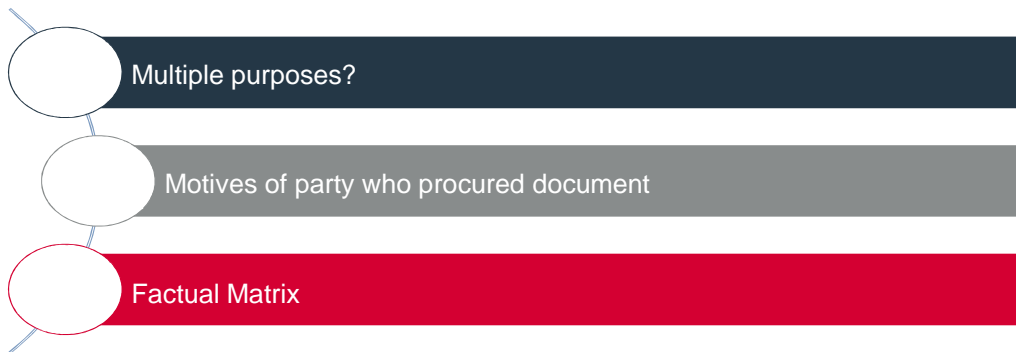 Multiple purposes?
Motives of party who procured document
Factual Matrix